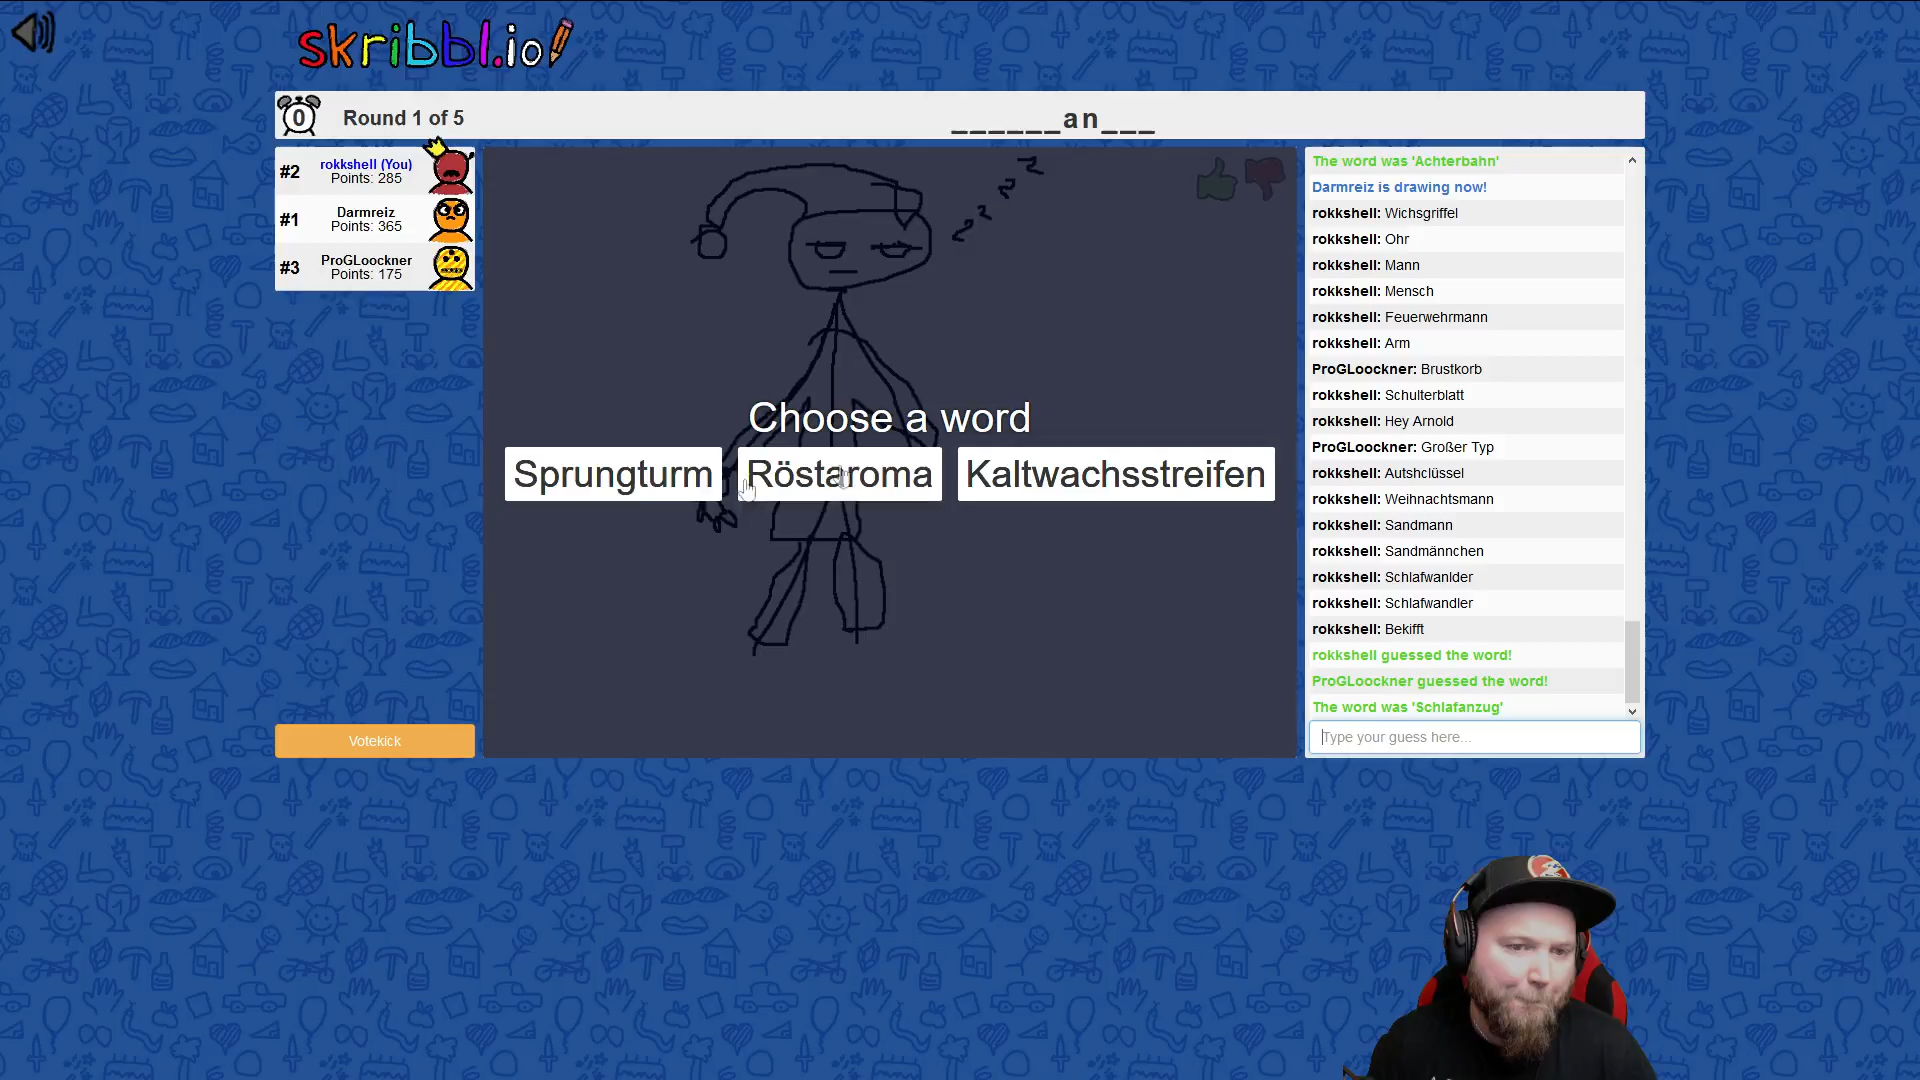 skribbl.io
0
Round 1 of 5
______an___
#2
rokkshell (You)
Points: 285
#1
Darmreiz
Points: 365
#3
ProGLoockner
Points: 175
Votekick
z z z z z
Choose a word
Sprungturm
Röstaroma
Kaltwachsstreifen
The word was 'Achterbahn'
Darmreiz is drawing now!
rokkshell: Wichsgriffel
rokkshell: Ohr
rokkshell: Mann
rokkshell: Mensch
rokkshell: Feuerwehrmann
rokkshell: Arm
ProGLoockner: Brustkorb
rokkshell: Schulterblatt
rokkshell: Hey Arnold
ProGLoockner: Großer Typ
rokkshell: Autshclüssel
rokkshell: Weihnachtsmann
rokkshell: Sandmann
rokkshell: Sandmännchen
rokkshell: Schlafwanlder
rokkshell: Schlafwandler
rokkshell: Bekifft
rokkshell guessed the word!
ProGLoockner guessed the word!
The word was 'Schlafanzug'
Type your guess here...